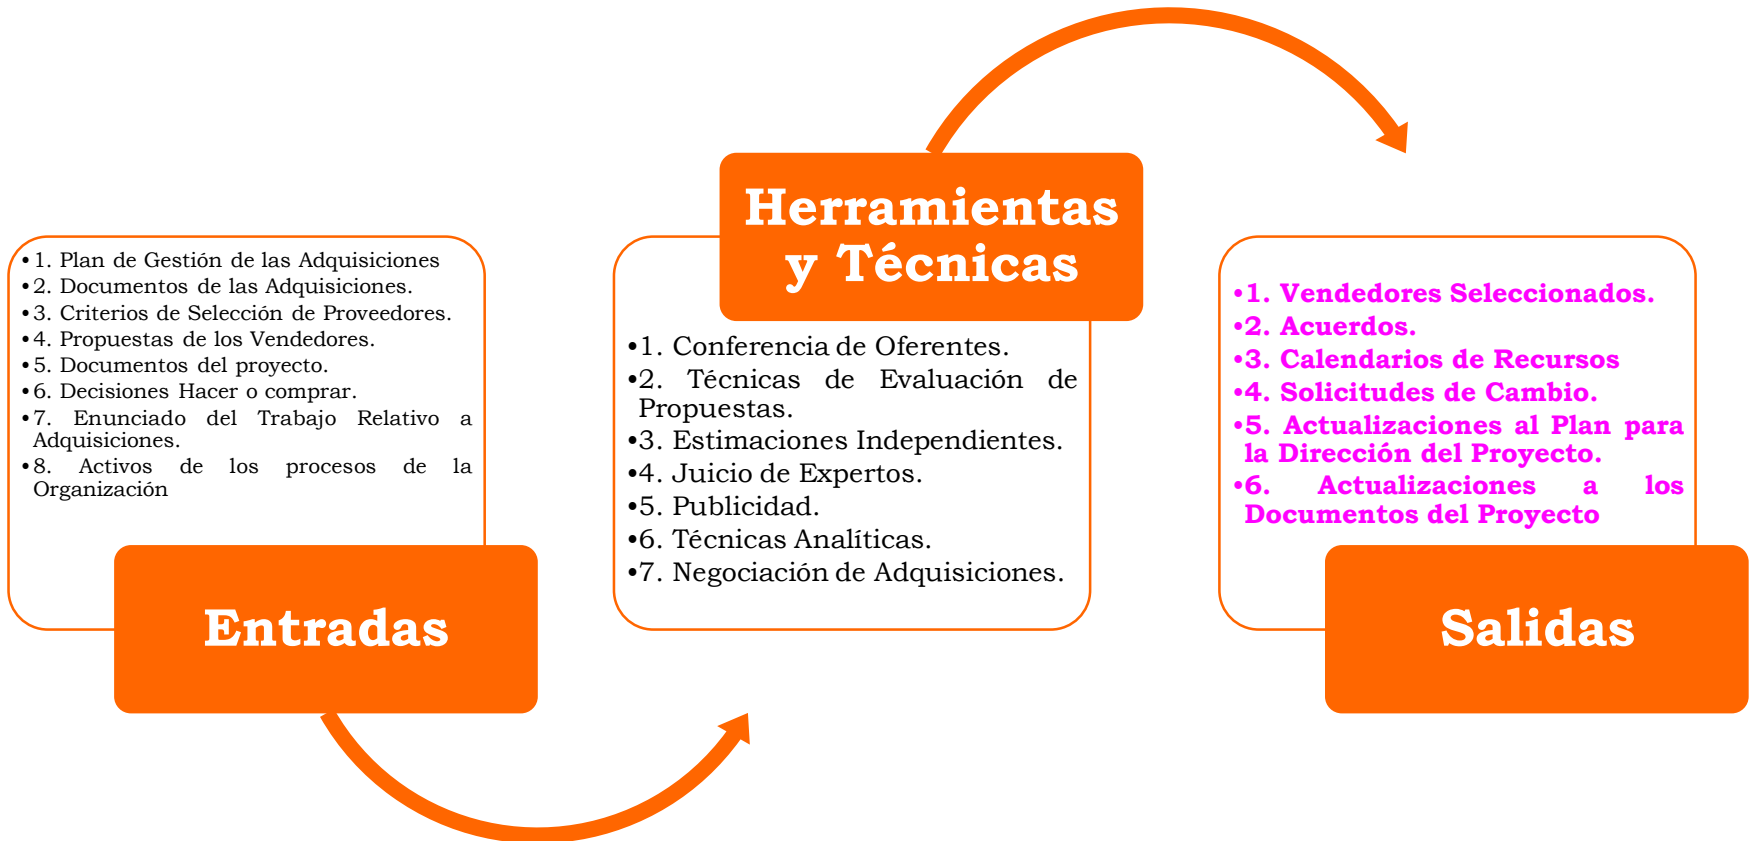 •1. Plan de Gestión de las Adquisiciones
•2. Documentos de las Adquisiciones.
•3. Criterios de Selección de Proveedores.
•4. Propuestas de los Vendedores.
•5. Documentos del proyecto.
•6. Decisiones Hacer o comprar.
•7. Enunciado del Trabajo Relativo a
Adquisiciones.
•8. Activos de los procesos de la
Organización
Entradas
Herramientas
y Técnicas
•1. Conferencia de Oferentes.
•2. Técnicas de Evaluación de
Propuestas.
•3. Estimaciones Independientes.
•4. Juicio de Expertos.
•5. Publicidad.
•6. Técnicas Analíticas.
•7. Negociación de Adquisiciones.
•1. Vendedores Seleccionados.
•2. Acuerdos.
•3. Calendarios de Recursos
•4. Solicitudes de Cambio.
•5. Actualizaciones al Plan para
la Dirección del Proyecto.
•6. Actualizaciones a los
Documentos del Proyecto
Salidas